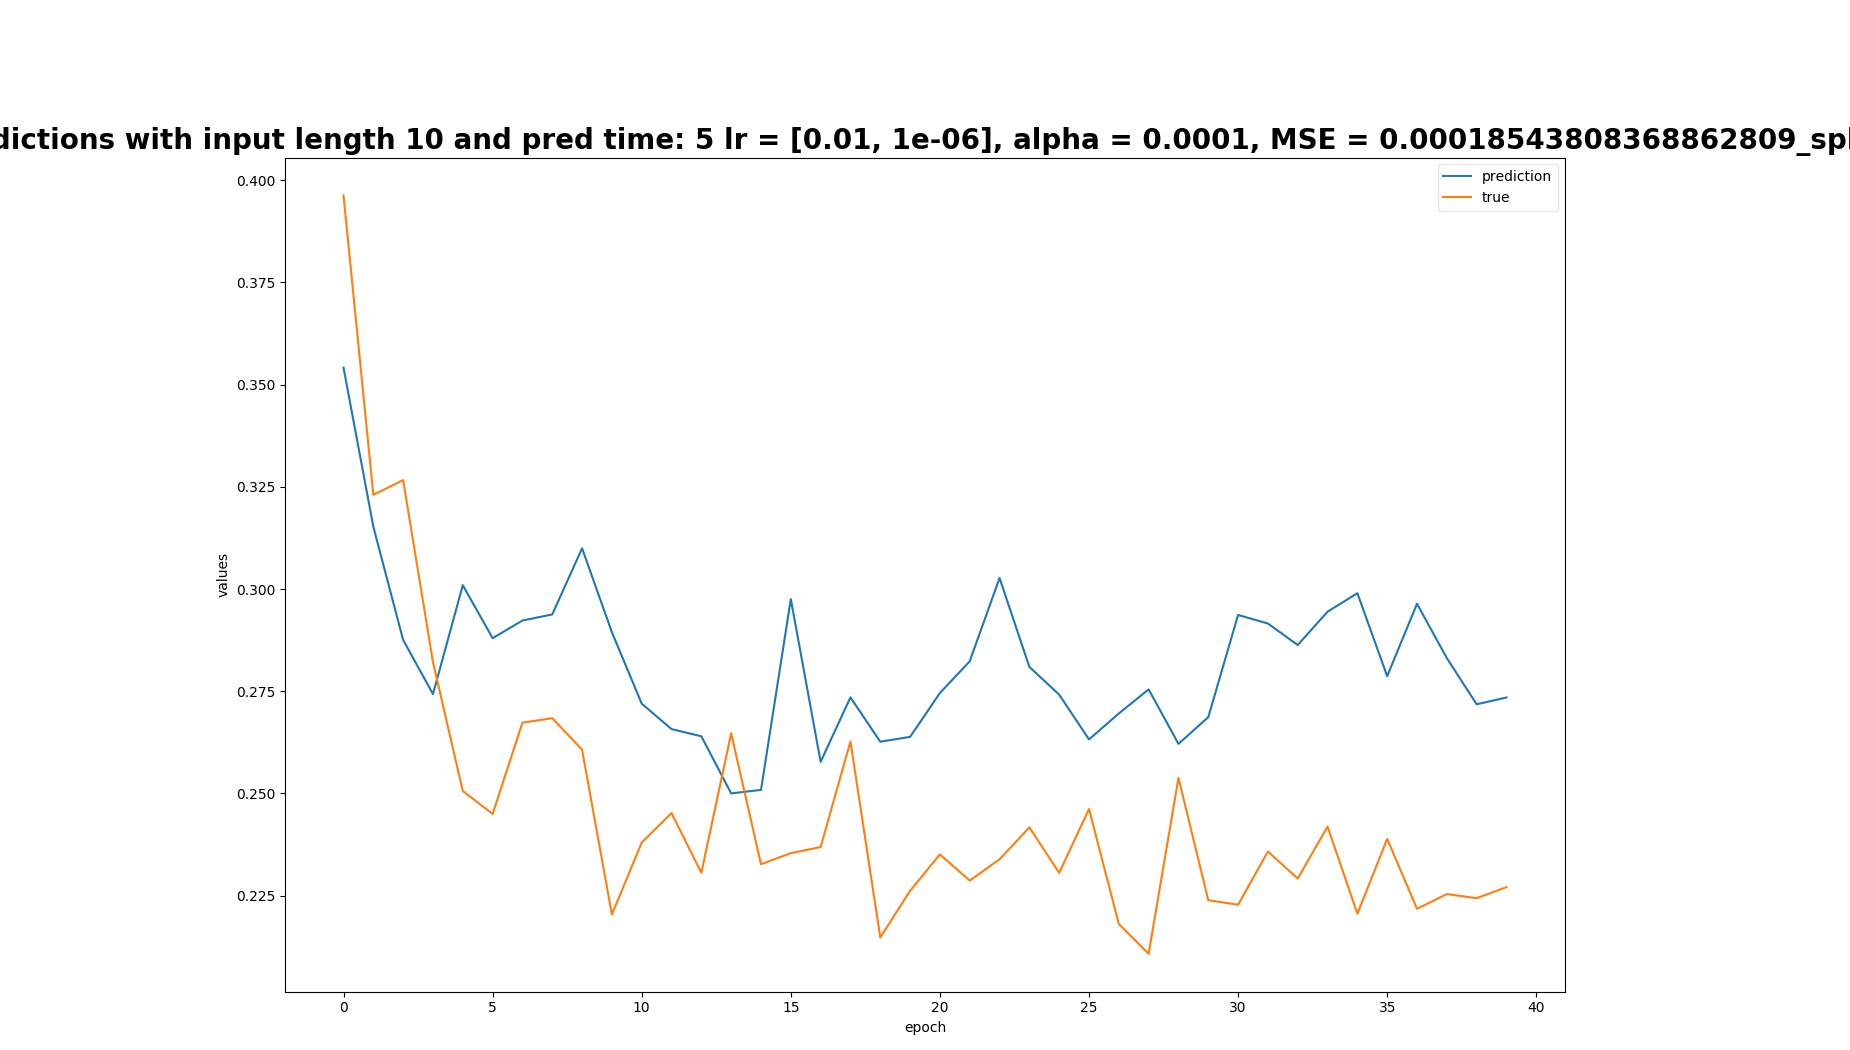 dictions with input length 10 and pred time: 5 lr = [0.01, 1e-06], alpha = 0.0001, MSE = 0.00018543808368862809_spl
prediction
true
0.400
0.375
0.350
0.325
0.300
0.275
0.250
0.225
values
0 5 10 15 20 25 30 35 40
epoch